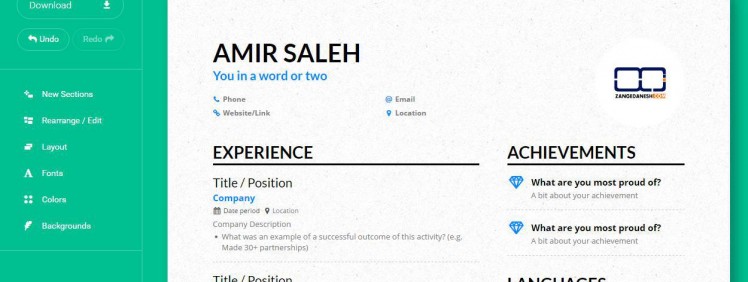 Download
Undo
Redo
New Sections
Rearrange / Edit
Layout
Fonts
Colors
Backgrounds
AMIR SALEH
You in a word or two
Phone
@ Email
Website/Link
Location
ZANGEDANESH.COM
EXPERIENCE
Title / Position
Company
Date period Location
Company Description
• What was an example of a successful outcome of this activity? (e.g.
Made 30+ partnerships)
Title / Position
ACHIEVEMENTS
What are you most proud of?
A bit about your achievement
What are you most proud of?
A bit about your achievement
LANGUAGES